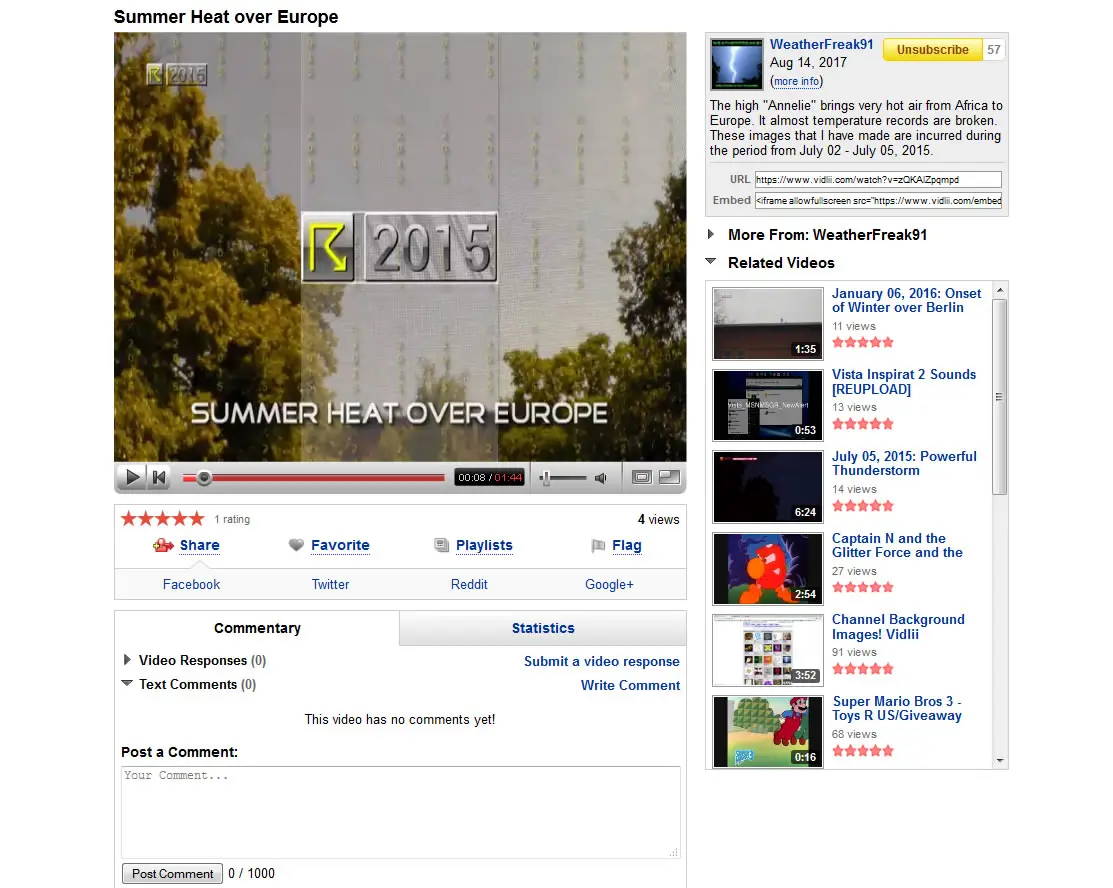 Summer Heat over Europe
2015
2015
SUMMER HEAT OVER EUROPE
00:08 / 01:44
1 rating
4 views
Share
Favorite
Playlists
Flag
Facebook
Twitter
Reddit
Google+
Commentary
Statistics
Video Responses (0)
Submit a video response
Text Comments (0)
Write Comment
This video has no comments yet!
Post a Comment:
Your Comment...
Post Comment
0 / 1000
WeatherFreak91
Unsubscribe
57
Aug 14, 2017
(more info)
The high "Annelie" brings very hot air from Africa to
Europe. It almost temperature records are broken.
These images that I have made are incurred during
the period from July 02 - July 05, 2015.
URL
https://www.vidlii.com/watch?v=zQKAlZpqmpd
Embed
<iframe allowfullscreen src="https://www.vidlii.com/embed
More From: WeatherFreak91
Related Videos
1:35
January 06, 2016: Onset
of Winter over Berlin
11 views
Vista_MSNMSGR_NewAlert
0:53
Vista Inspirat 2 Sounds
[REUPLOAD]
13 views
6:24
July 05, 2015: Powerful
Thunderstorm
14 views
2:54
Captain N and the
Glitter Force and the
27 views
3:52
Channel Background
Images! Vidlii
91 views
0:16
Super Mario Bros 3 -
Toys R US/Giveaway
68 views